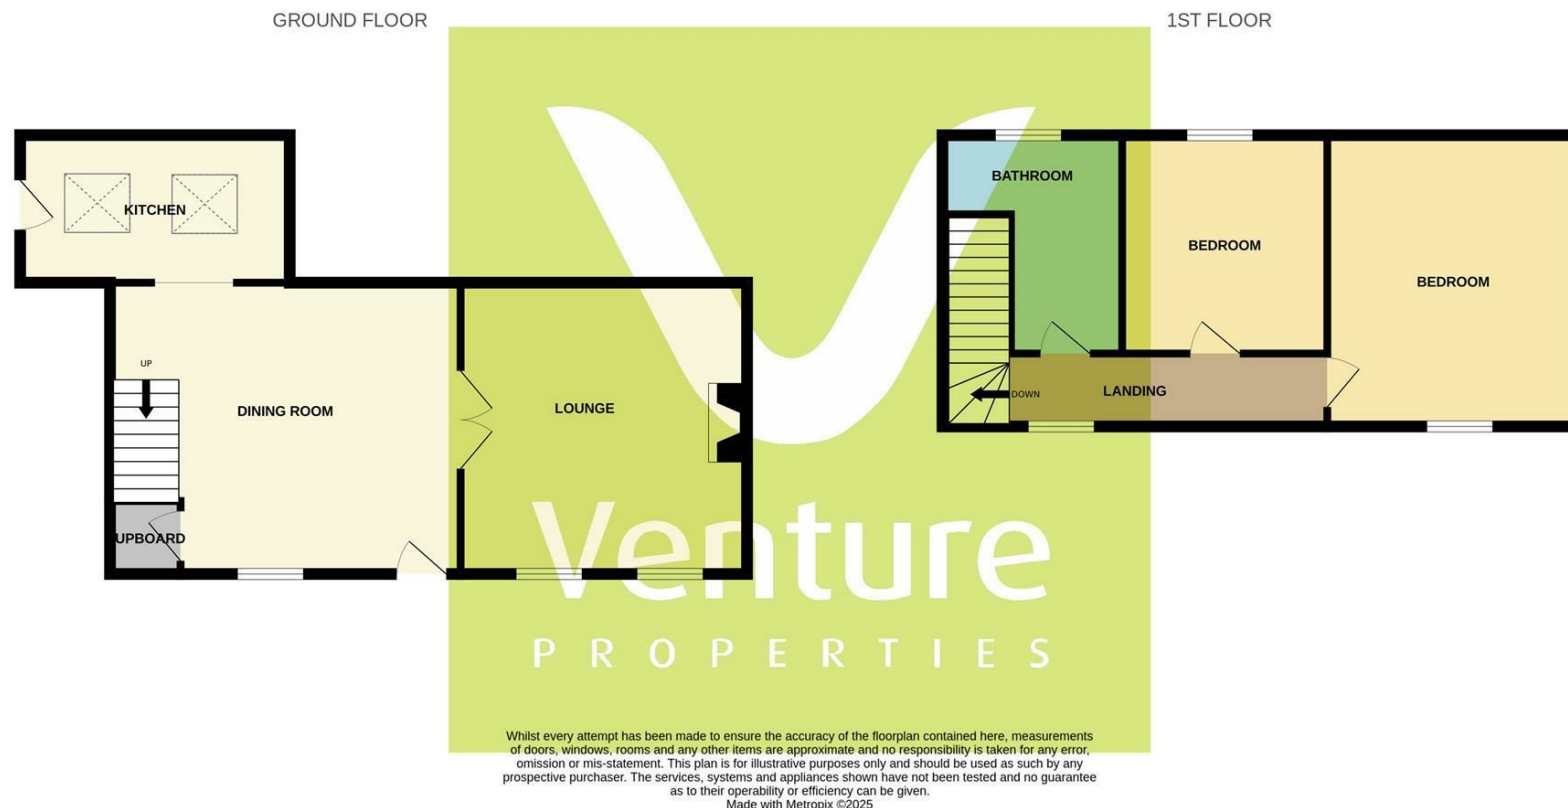 GROUND FLOOR
1ST FLOOR
KITCHEN
UP
DINING ROOM
LOUNGE
UPBOARD
BATHROOM
BEDROOM
BEDROOM
LANDING
DOWN
Venture
PROPERTIES
Whilst every attempt has been made to ensure the accuracy of the floorplan contained here, measurements
of doors, windows, rooms and any other items are approximate and no responsibility is taken for any error,
omission or mis-statement. This plan is for illustrative purposes only and should be used as such by any
prospective purchaser. The services, systems and appliances shown have not been tested and no guarantee
as to their operability or efficiency can be given.
Made with Metropix ©2025